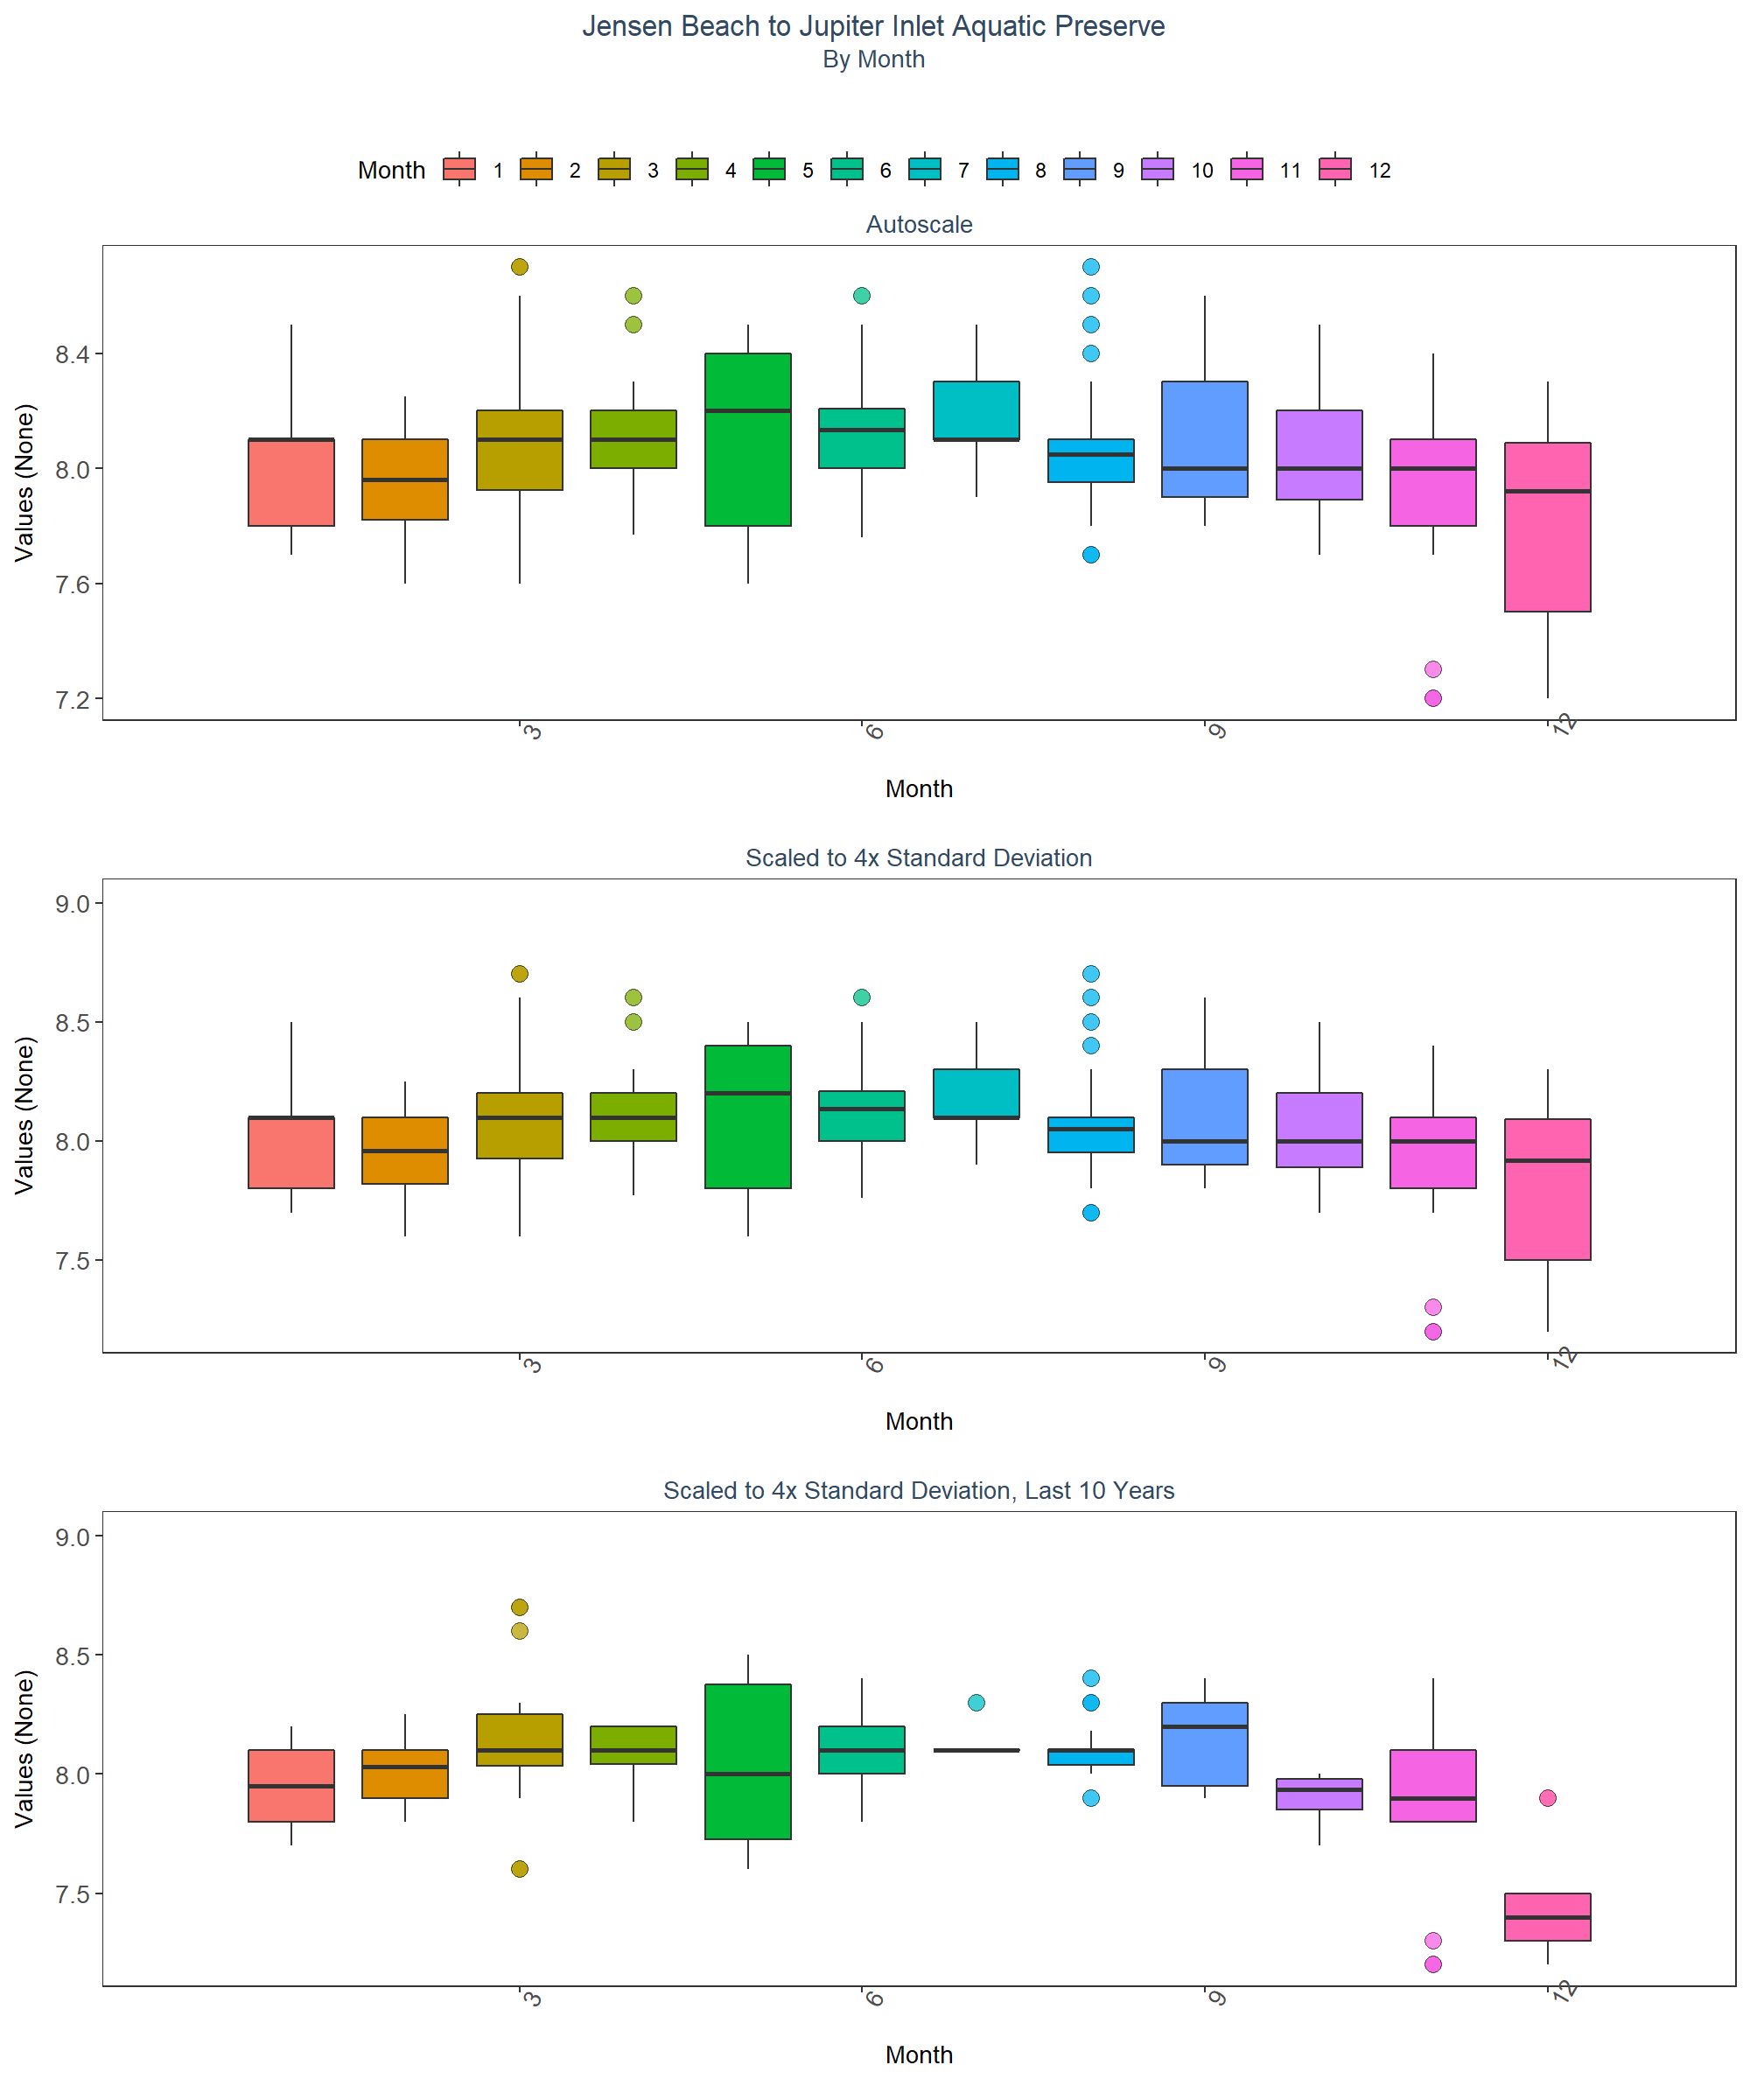 Jensen Beach to Jupiter Inlet Aquatic Preserve
By Month
Month 1 2 3 4 5 6 7 8 9 10 11 12
Autoscale
Values (None)
8.4
8.0
7.6
7.2
3 6 9 12
Month
Scaled to 4x Standard Deviation
Values (None)
9.0
8.5
8.0
7.5
3 6 9 12
Month
Scaled to 4x Standard Deviation, Last 10 Years
Values (None)
9.0
8.5
8.0
7.5
3 6 9 12
Month